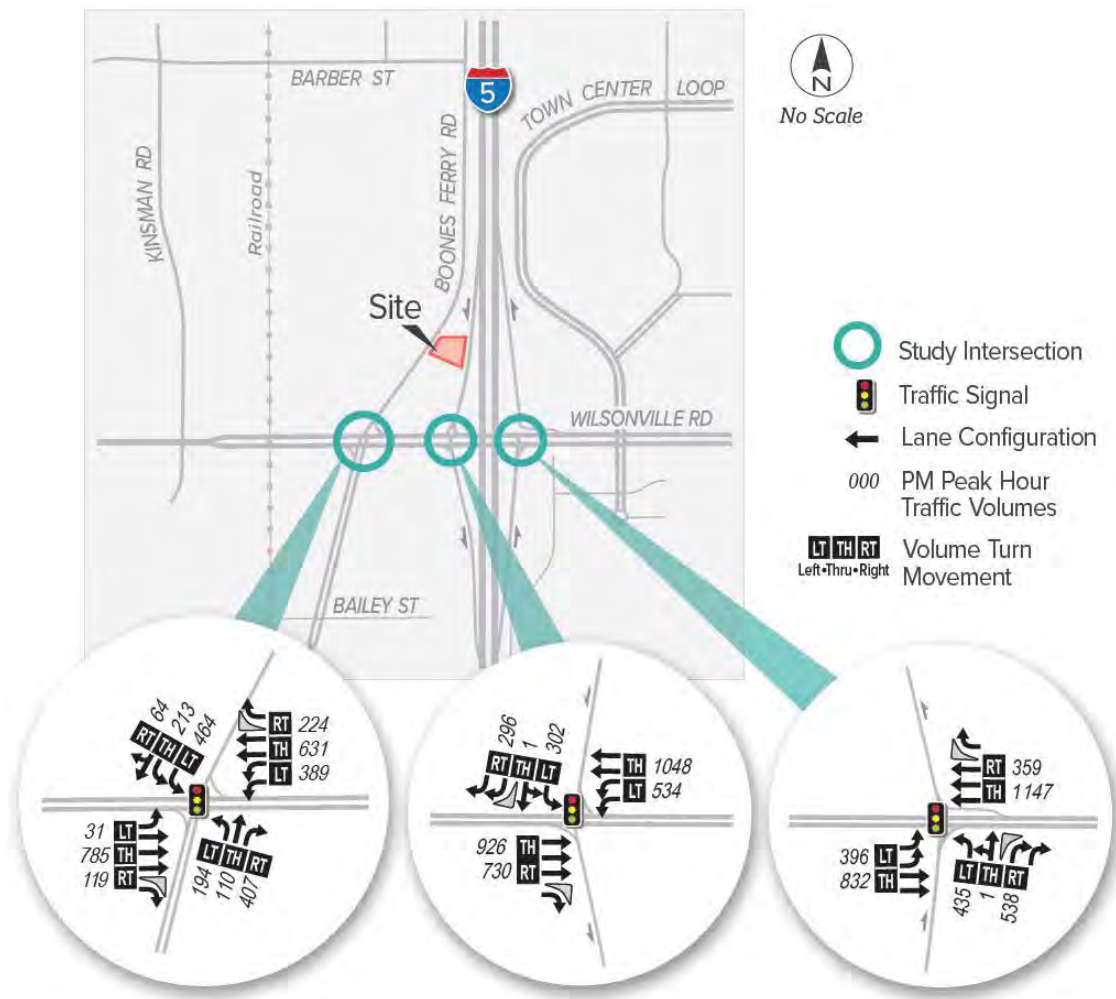 BARBER ST
5
TOWN CENTER LOOP
N
No Scale
KINSMAN RD
Railroad
BOONES FERRY RD
Site
WILSONVILLE RD
BAILEY ST
Study Intersection
Traffic Signal
Lane Configuration
000 PM Peak Hour
Traffic Volumes
LT TH RT Volume Turn
Left•Thru•Right Movement
64 213 464
RT TH LT
RT 224
TH 631
LT 389
31 LT
785 TH
119 RT
LT TH RT
194 110 407
296 1 302
RT TH LT
TH 1048
LT 534
926 TH
730 RT
RT 359
TH 1147
396 LT
832 TH
LT TH RT
435 1 538